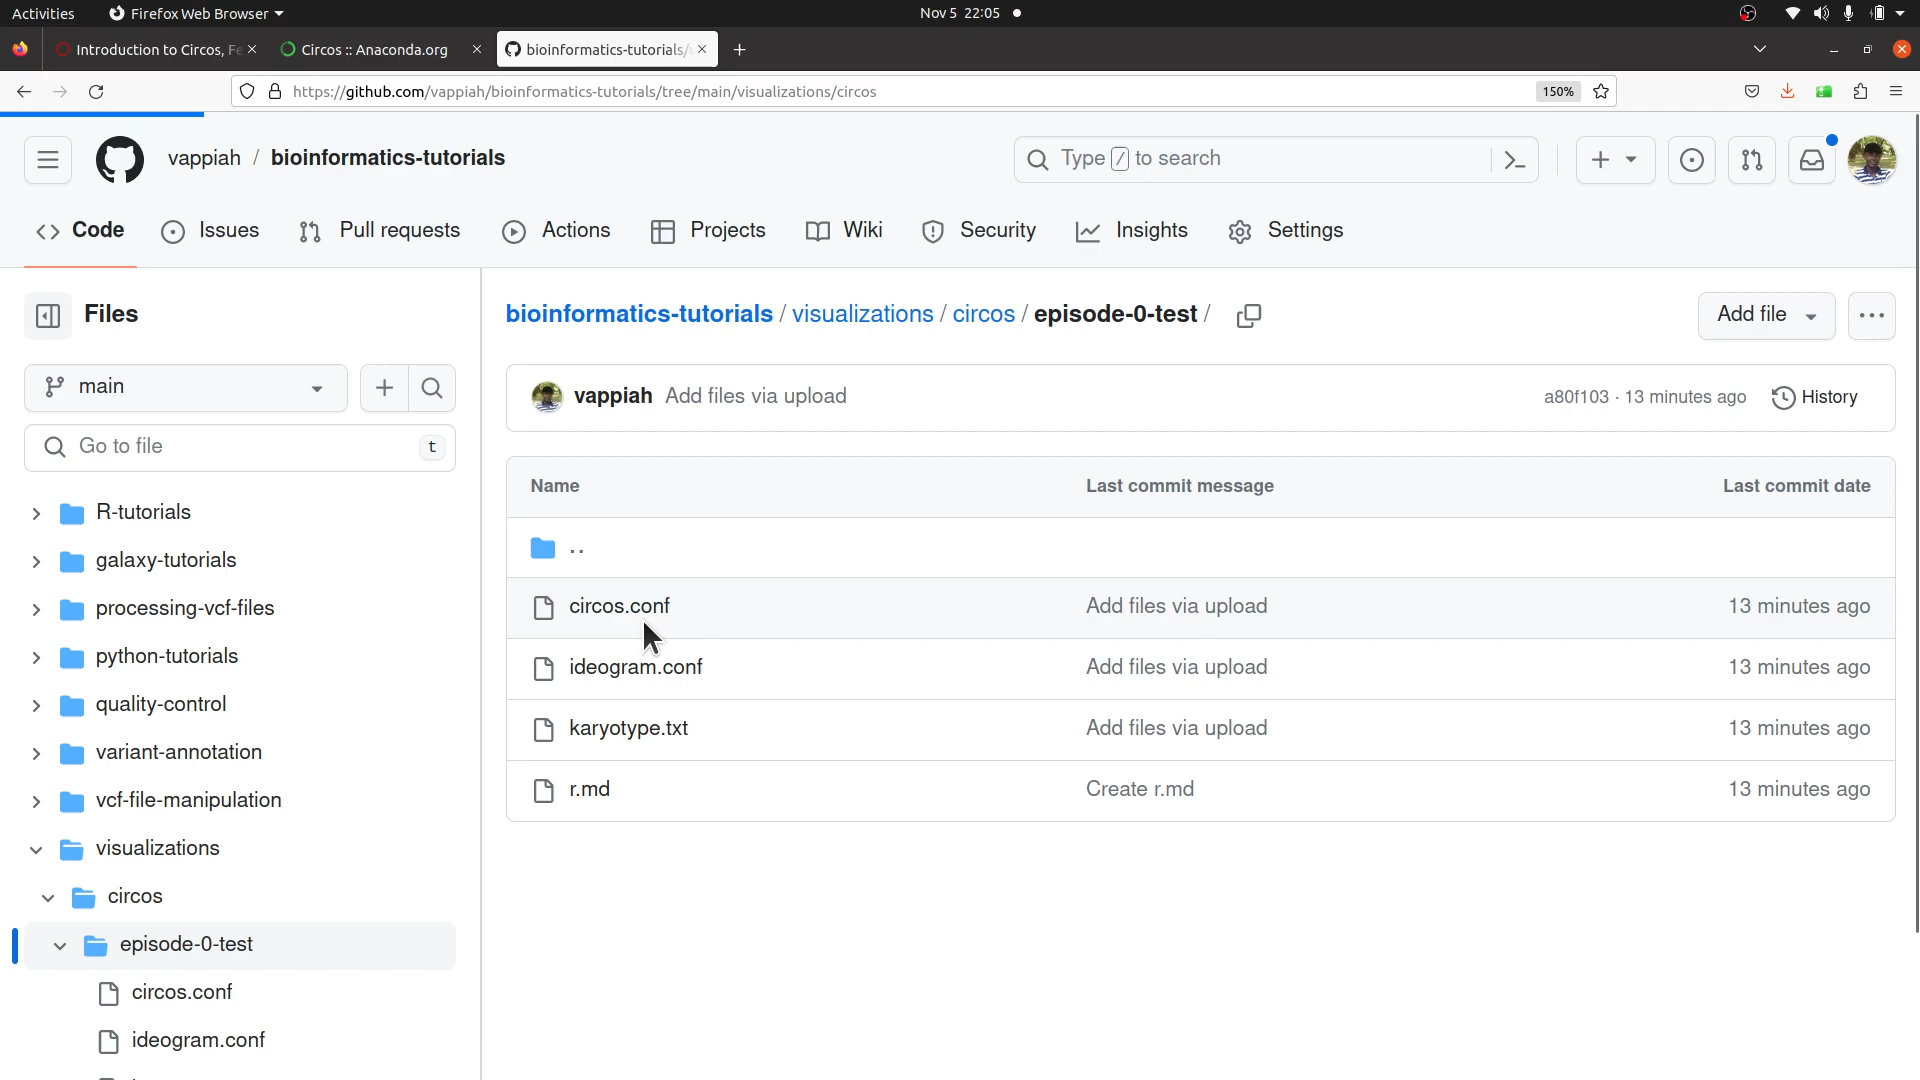 Activities
Firefox Web Browser
Nov 5 22:05
Introduction to Circos, Fe
Circos :: Anaconda.org
bioinformatics-tutorials/
https://github.com/vappiah/bioinformatics-tutorials/tree/main/visualizations/circos
150%
vappiah / bioinformatics-tutorials
Type / to search
Code
Issues
Pull requests
Actions
Projects
Wiki
Security
Insights
Settings
Files
main
Go to file
t
R-tutorials
galaxy-tutorials
processing-vcf-files
python-tutorials
quality-control
variant-annotation
vcf-file-manipulation
visualizations
circos
episode-0-test
circos.conf
ideogram.conf
bioinformatics-tutorials / visualizations / circos / episode-0-test /
Add file
vappiah Add files via upload
a80f103 · 13 minutes ago
History
Name Last commit message Last commit date
..
circos.conf Add files via upload 13 minutes ago
ideogram.conf Add files via upload 13 minutes ago
karyotype.txt Add files via upload 13 minutes ago
r.md Create r.md 13 minutes ago